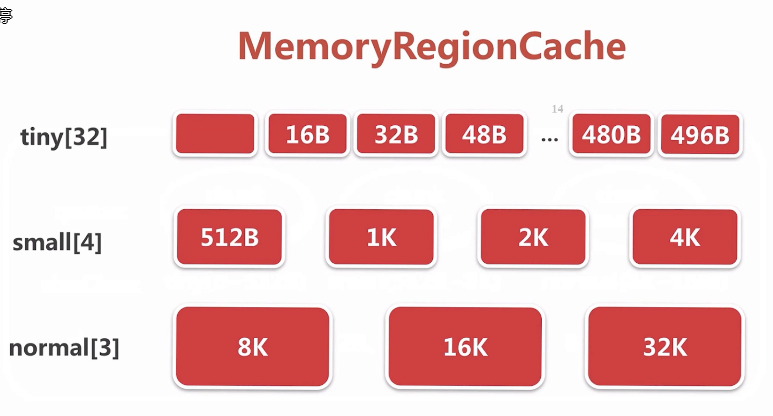 MemoryRegionCache
14
tiny[32] 16B 32B 48B ... 480B 496B
small[4] 512B 1K 2K 4K
normal[3] 8K 16K 32K